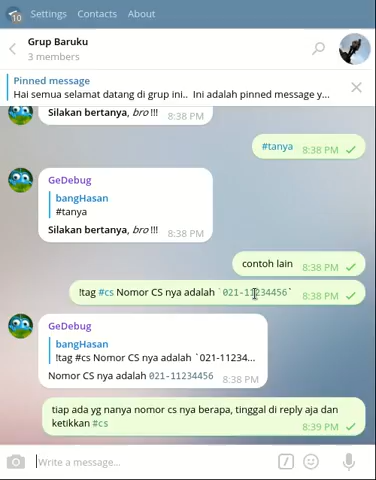 10
Settings Contacts About
Grup Baruku
3 members
Pinned message
Hai semua selamat datang di grup ini.. Ini adalah pinned message y...
Silakan bertanya, bro !!! 8:38 PM
#tanya 8:38 PM
GeDebug
bangHasan
#tanya
Silakan bertanya, bro !!! 8:38 PM
contoh lain 8:38 PM
!tag #cs Nomor CS nya adalah `021-11234456` 8:38 PM
GeDebug
bangHasan
!tag #cs Nomor CS nya adalah `021-11234...
Nomor CS nya adalah 021-11234456 8:38 PM
tiap ada yg nanya nomor cs nya berapa, tinggal di reply aja dan
ketikkan #cs 8:39 PM
Write a message...